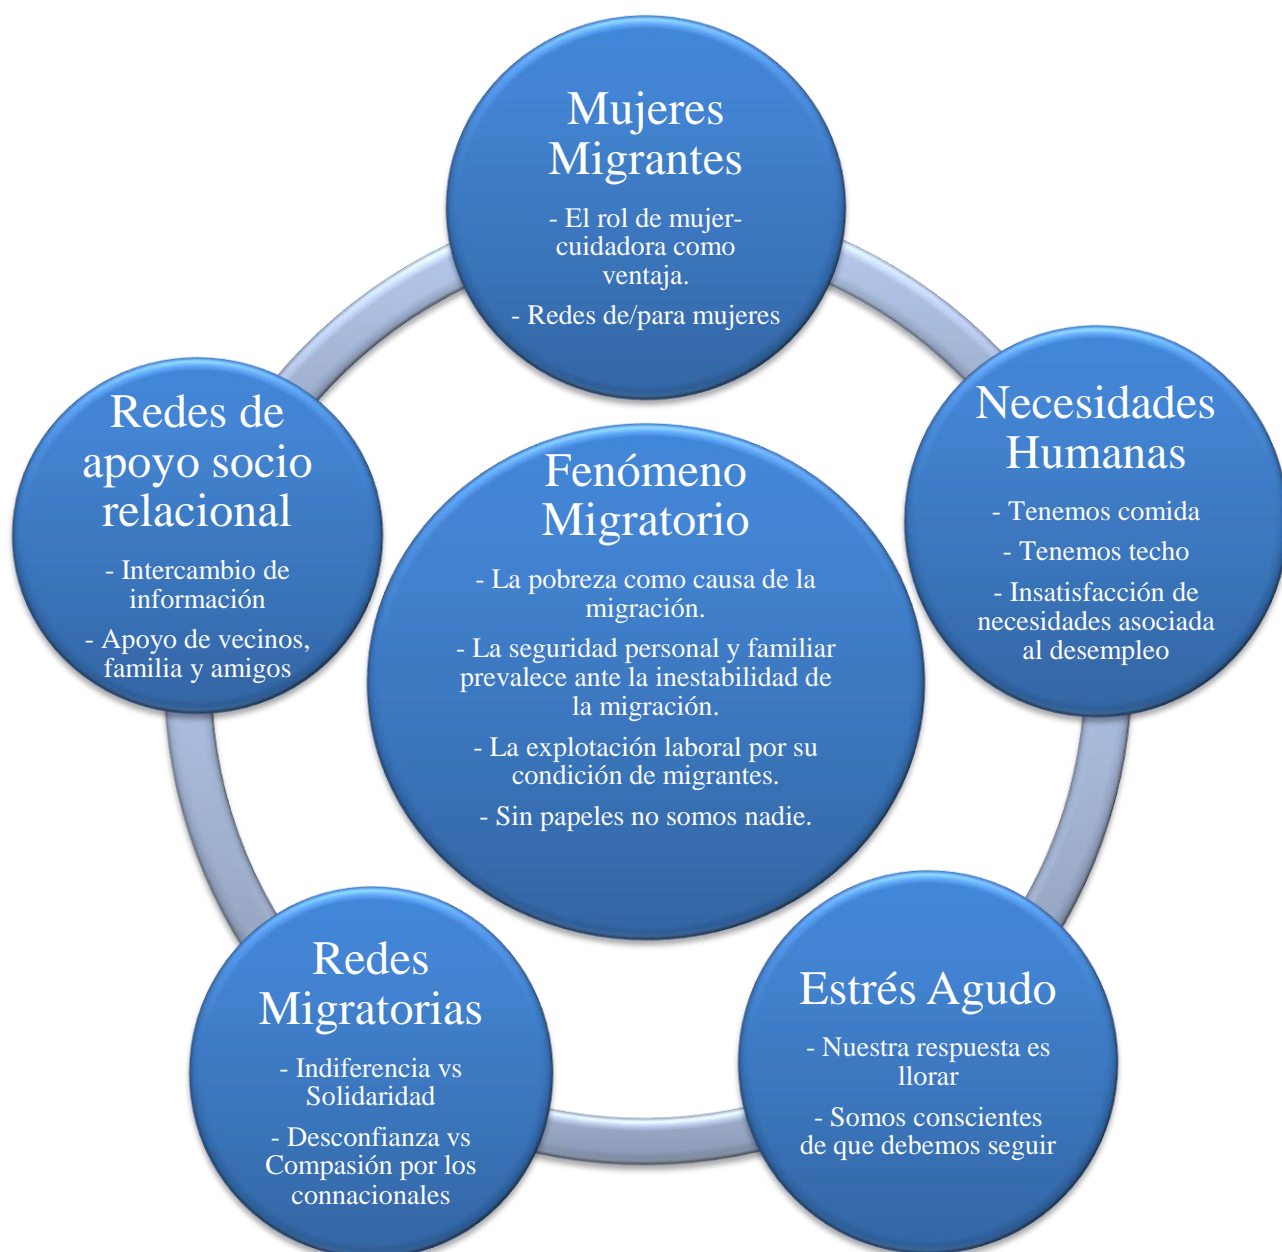 Mujeres
Migrantes
- El rol de mujer-
cuidadora como
ventaja.
- Redes de/para mujeres
Necesidades
Humanas
- Tenemos comida
- Tenemos techo
- Insatisfacción de
necesidades asociada
al desempleo
Estrés Agudo
- Nuestra respuesta es
llorar
- Somos conscientes
de que debemos seguir
Redes
Migratorias
- Indiferencia vs
Solidaridad
- Desconfianza vs
Compasión por los
connacionales
Redes de
apoyo socio
relacional
- Intercambio de
información
- Apoyo de vecinos,
familia y amigos
Fenómeno
Migratorio
- La pobreza como causa de la
migración.
- La seguridad personal y familiar
prevalece ante la inestabilidad de
la migración.
- La explotación laboral por su
condición de migrantes.
- Sin papeles no somos nadie.